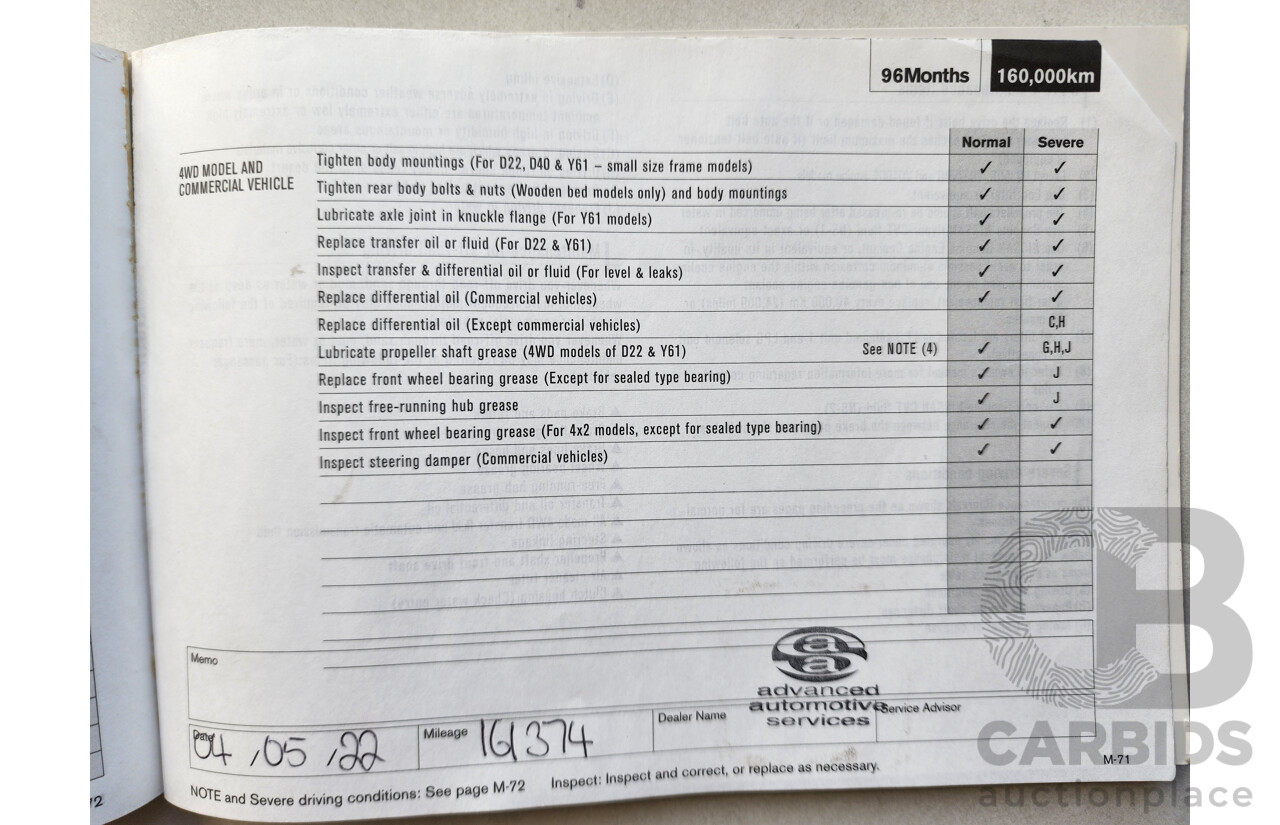 96Months 160,000km
Normal Severe
4WD MODEL AND
COMMERCIAL VEHICLE
Tighten body mountings (For D22, D40 & Y61 – small size frame models) ✓ ✓
Tighten rear body bolts & nuts (Wooden bed models only) and body mountings ✓ ✓
Lubricate axle joint in knuckle flange (For Y61 models) ✓ ✓
Replace transfer oil or fluid (For D22 & Y61) ✓ ✓
Inspect transfer & differential oil or fluid (For level & leaks) ✓ ✓
Replace differential oil (Commercial vehicles) ✓ ✓
Replace differential oil (Except commercial vehicles) C,H
Lubricate propeller shaft grease (4WD models of D22 & Y61) See NOTE (4) ✓ G,H,J
Replace front wheel bearing grease (Except for sealed type bearing) ✓ J
Inspect free-running hub grease ✓ J
Inspect front wheel bearing grease (For 4x2 models, except for sealed type bearing) ✓ ✓
Inspect steering damper (Commercial vehicles) ✓ ✓
Memo
advanced
automotive
services
Date 04/05/22 Mileage 161374 Dealer Name Service Advisor
NOTE and Severe driving conditions: See page M-72 Inspect: Inspect and correct, or replace as necessary.
M-71
CB
CARBIDS
auctionplace